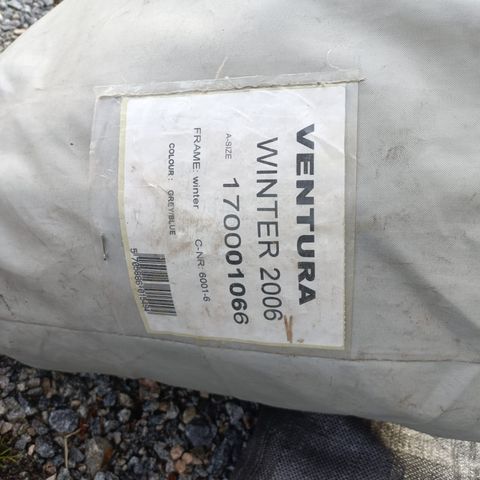 VENTURA
WINTER 2006
A-SIZE 170001066
FRAME: winter C-NR: 6001-6
COLOUR : GREY/BLUE